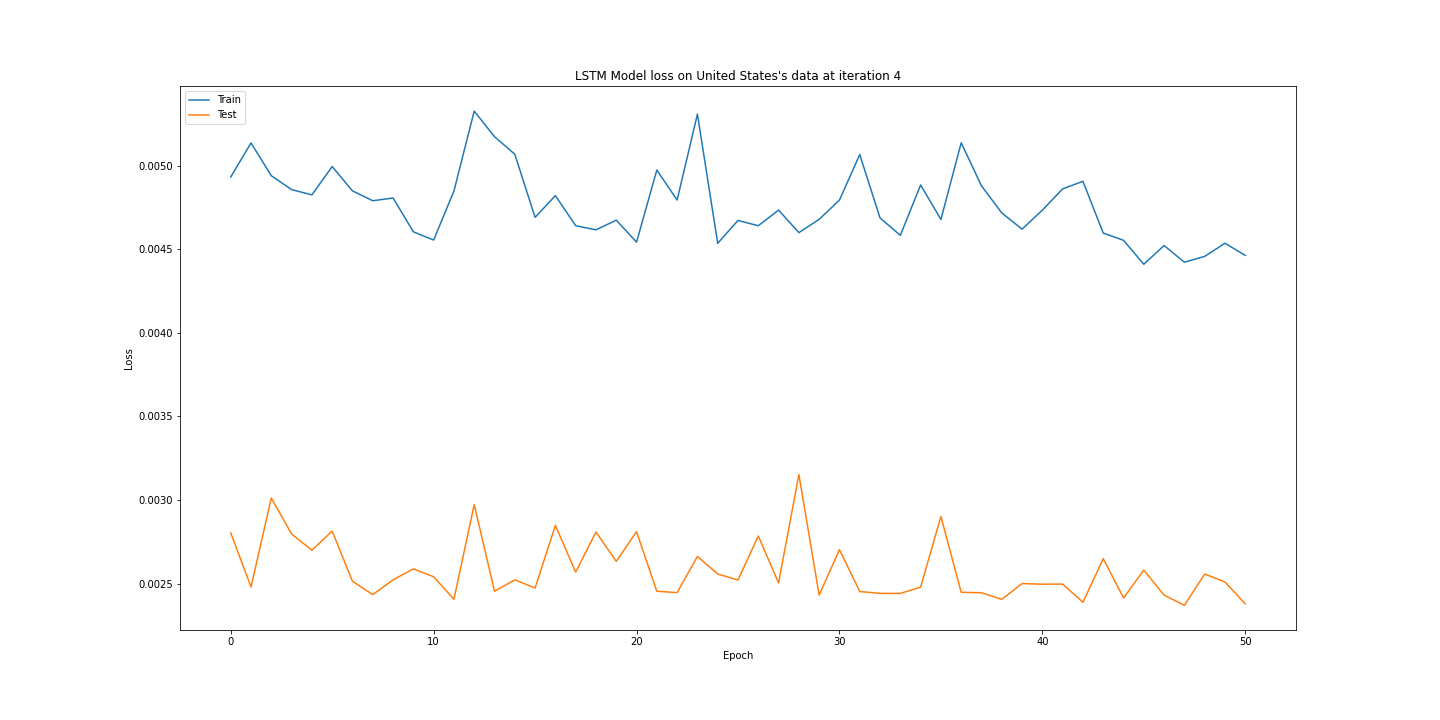 LSTM Model loss on United States's data at iteration 4
Train
Test
0.0050
0.0045
0.0040
0.0035
0.0030
0.0025
Loss
0 10 20 30 40 50
Epoch